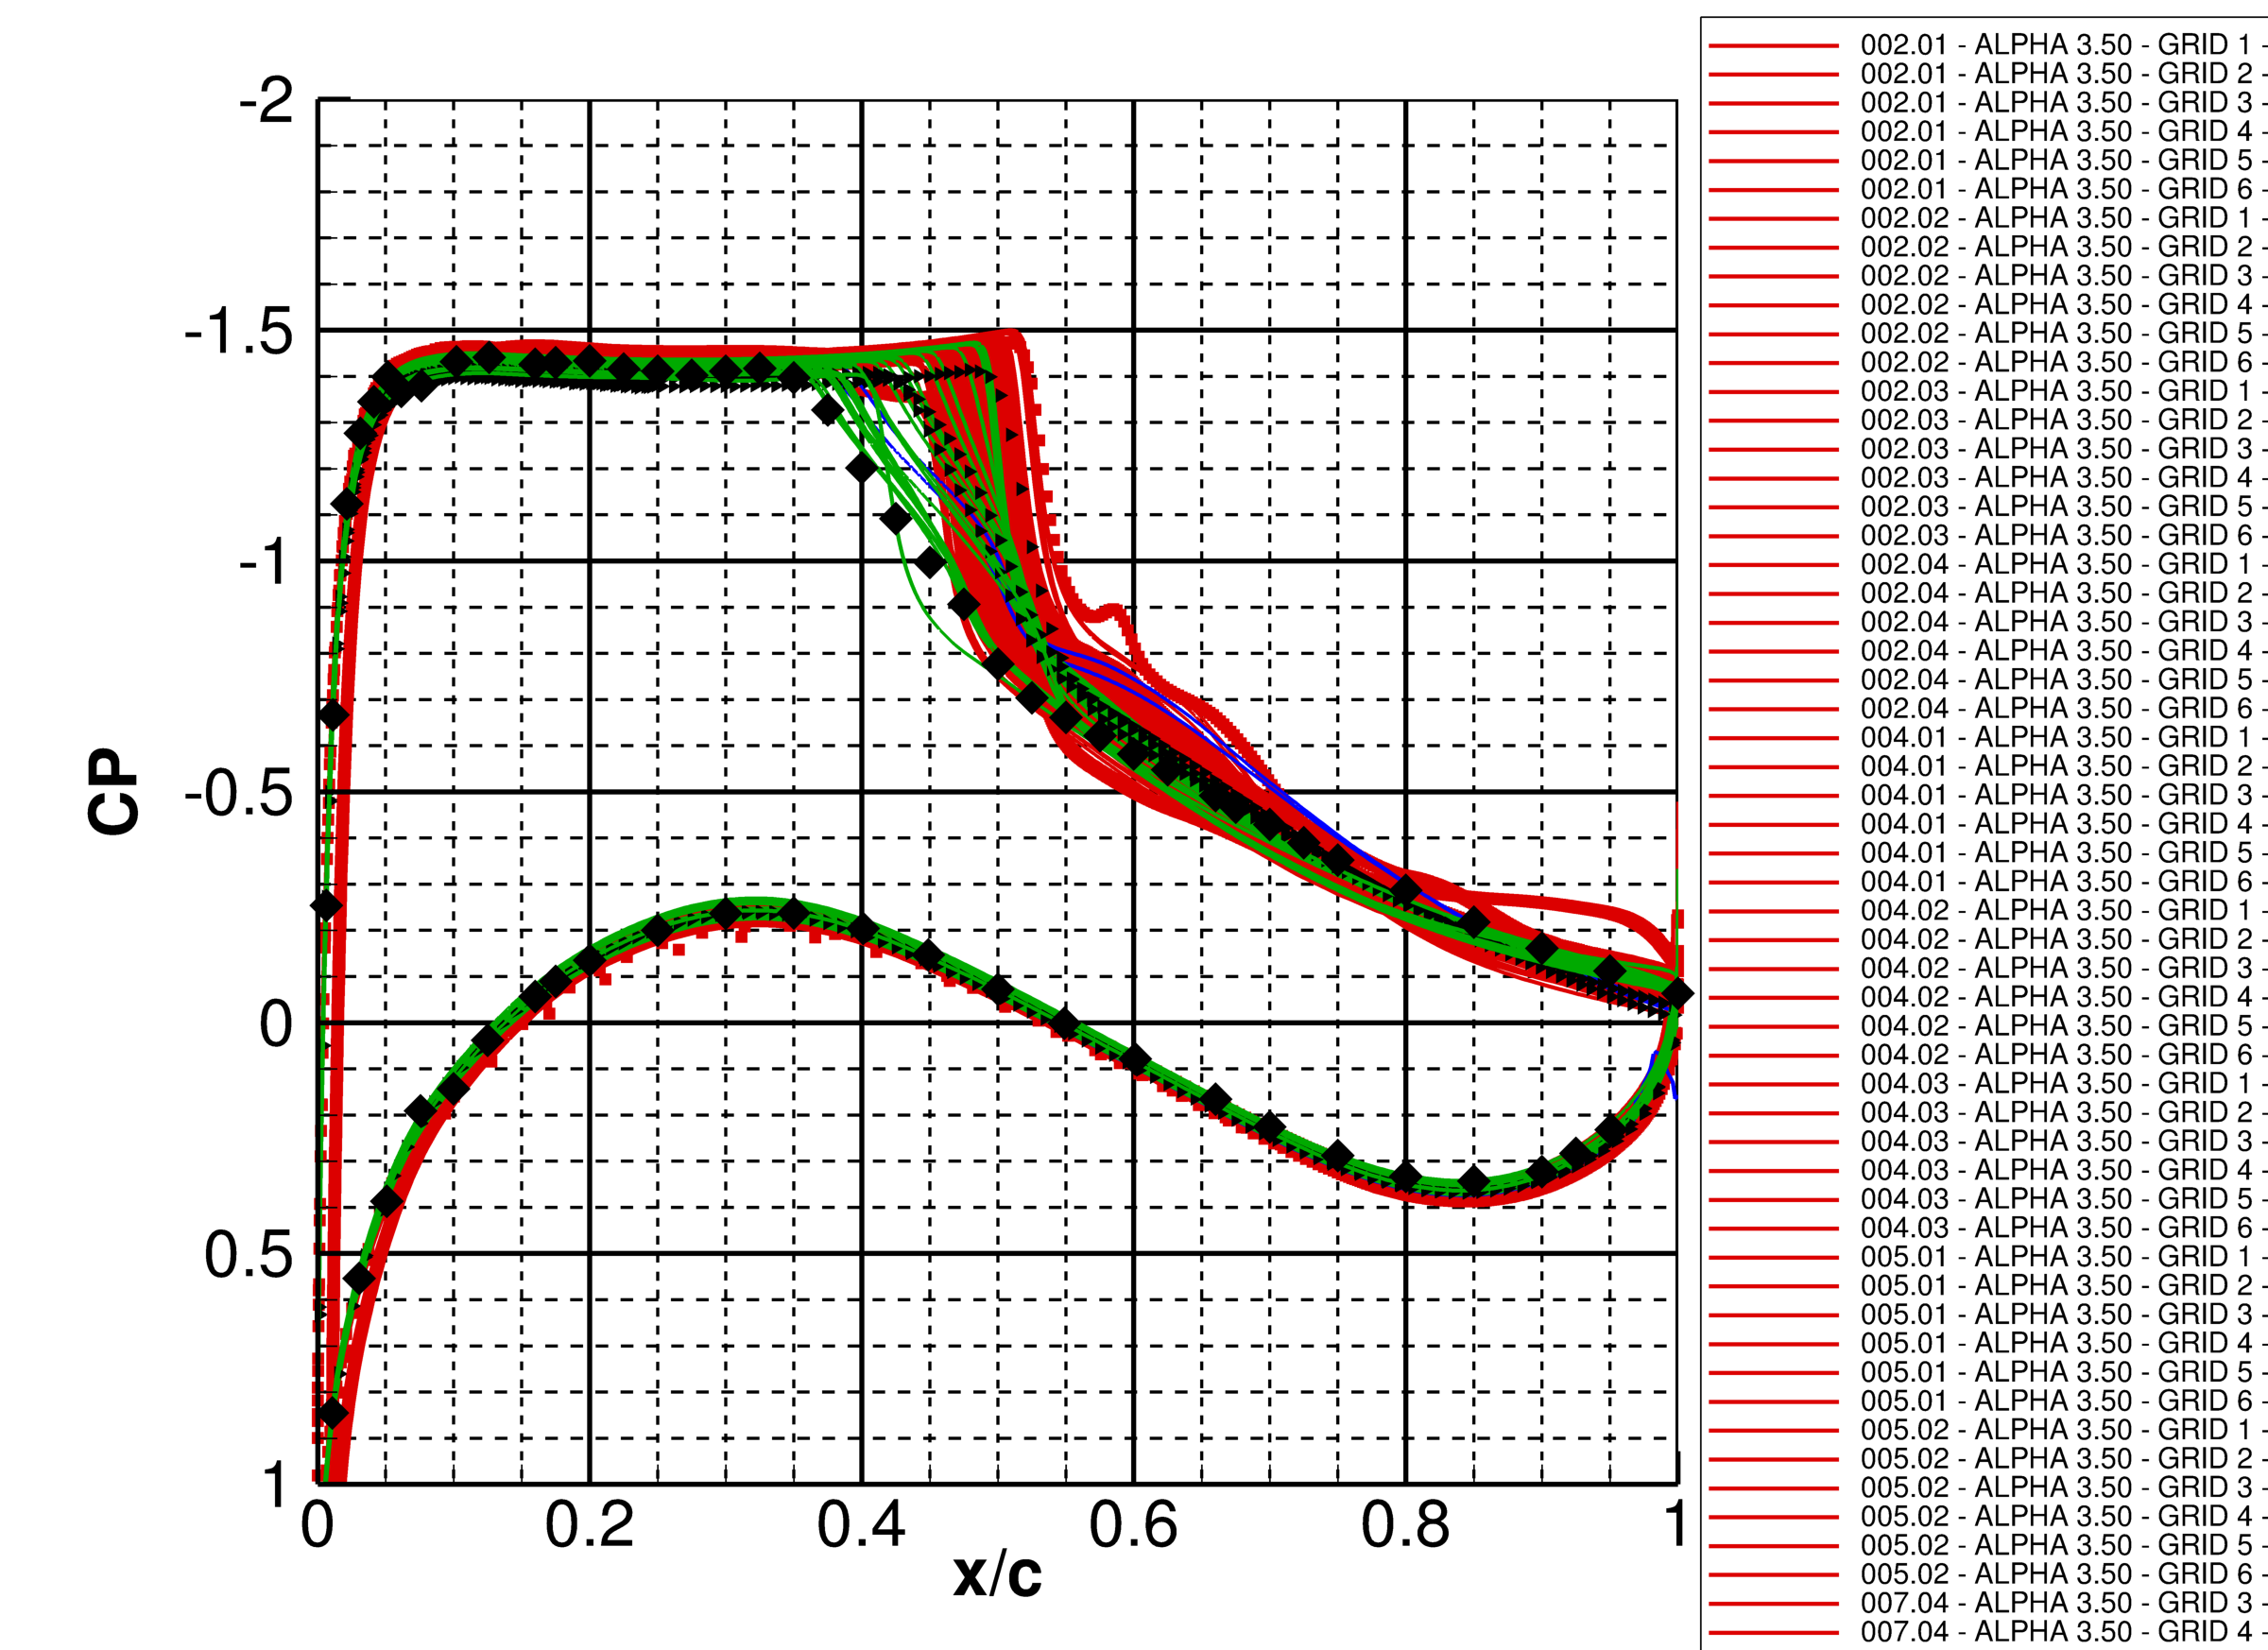 -2
-1.5
-1
-0.5
0
0.5
1
CP
0 0.2 0.4 0.6 0.8 1
x/c
002.01 - ALPHA 3.50 - GRID 1 -
002.01 - ALPHA 3.50 - GRID 2 -
002.01 - ALPHA 3.50 - GRID 3 -
002.01 - ALPHA 3.50 - GRID 4 -
002.01 - ALPHA 3.50 - GRID 5 -
002.01 - ALPHA 3.50 - GRID 6 -
002.02 - ALPHA 3.50 - GRID 1 -
002.02 - ALPHA 3.50 - GRID 2 -
002.02 - ALPHA 3.50 - GRID 3 -
002.02 - ALPHA 3.50 - GRID 4 -
002.02 - ALPHA 3.50 - GRID 5 -
002.02 - ALPHA 3.50 - GRID 6 -
002.03 - ALPHA 3.50 - GRID 1 -
002.03 - ALPHA 3.50 - GRID 2 -
002.03 - ALPHA 3.50 - GRID 3 -
002.03 - ALPHA 3.50 - GRID 4 -
002.03 - ALPHA 3.50 - GRID 5 -
002.03 - ALPHA 3.50 - GRID 6 -
002.04 - ALPHA 3.50 - GRID 1 -
002.04 - ALPHA 3.50 - GRID 2 -
002.04 - ALPHA 3.50 - GRID 3 -
002.04 - ALPHA 3.50 - GRID 4 -
002.04 - ALPHA 3.50 - GRID 5 -
002.04 - ALPHA 3.50 - GRID 6 -
004.01 - ALPHA 3.50 - GRID 1 -
004.01 - ALPHA 3.50 - GRID 2 -
004.01 - ALPHA 3.50 - GRID 3 -
004.01 - ALPHA 3.50 - GRID 4 -
004.01 - ALPHA 3.50 - GRID 5 -
004.01 - ALPHA 3.50 - GRID 6 -
004.02 - ALPHA 3.50 - GRID 1 -
004.02 - ALPHA 3.50 - GRID 2 -
004.02 - ALPHA 3.50 - GRID 3 -
004.02 - ALPHA 3.50 - GRID 4 -
004.02 - ALPHA 3.50 - GRID 5 -
004.02 - ALPHA 3.50 - GRID 6 -
004.03 - ALPHA 3.50 - GRID 1 -
004.03 - ALPHA 3.50 - GRID 2 -
004.03 - ALPHA 3.50 - GRID 3 -
004.03 - ALPHA 3.50 - GRID 4 -
004.03 - ALPHA 3.50 - GRID 5 -
004.03 - ALPHA 3.50 - GRID 6 -
005.01 - ALPHA 3.50 - GRID 1 -
005.01 - ALPHA 3.50 - GRID 2 -
005.01 - ALPHA 3.50 - GRID 3 -
005.01 - ALPHA 3.50 - GRID 4 -
005.01 - ALPHA 3.50 - GRID 5 -
005.01 - ALPHA 3.50 - GRID 6 -
005.02 - ALPHA 3.50 - GRID 1 -
005.02 - ALPHA 3.50 - GRID 2 -
005.02 - ALPHA 3.50 - GRID 3 -
005.02 - ALPHA 3.50 - GRID 4 -
005.02 - ALPHA 3.50 - GRID 5 -
005.02 - ALPHA 3.50 - GRID 6 -
007.04 - ALPHA 3.50 - GRID 3 -
007.04 - ALPHA 3.50 - GRID 4 -